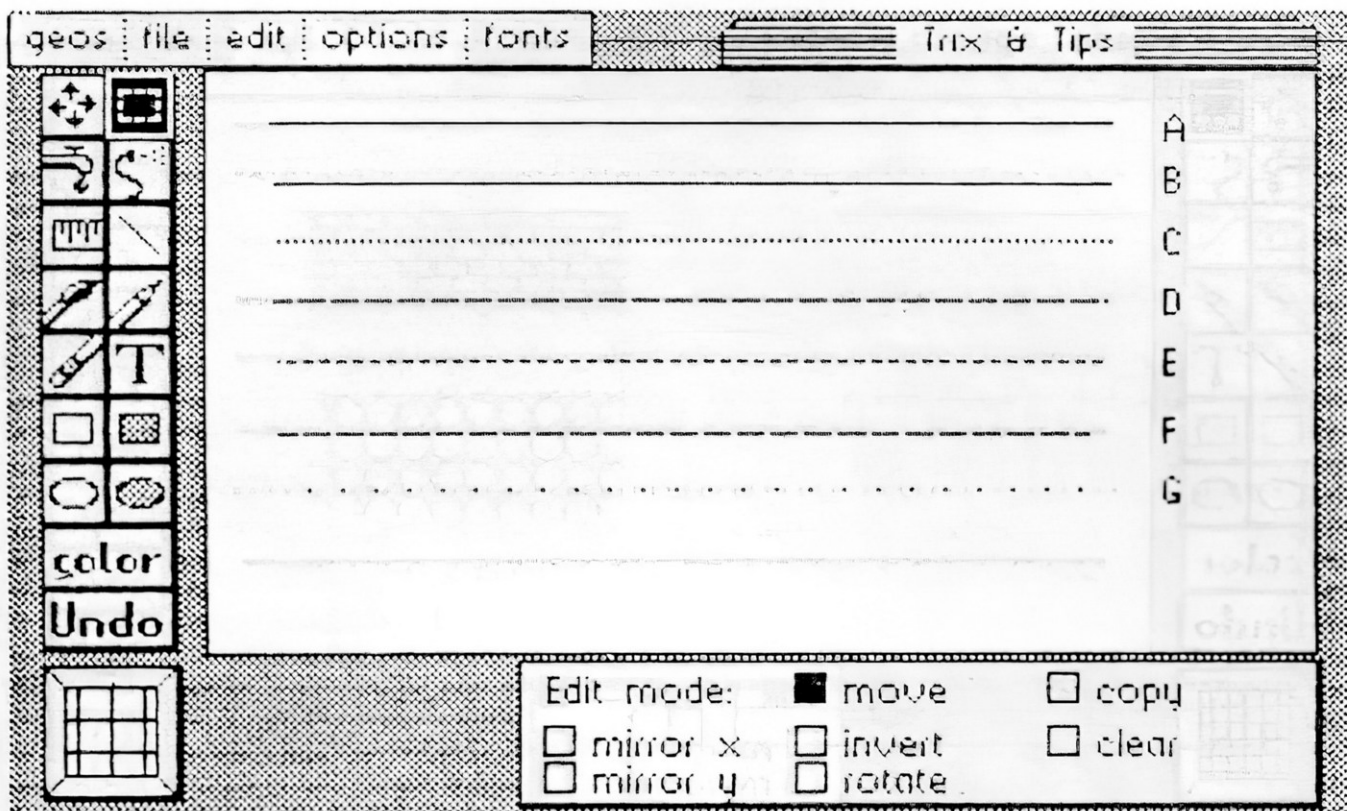 geos file edit options fonts Trix & Tips
A
B
C
D
E
T
F
G
color
Undo
Edit mode: move copy
mirror x invert clear
mirror y rotate